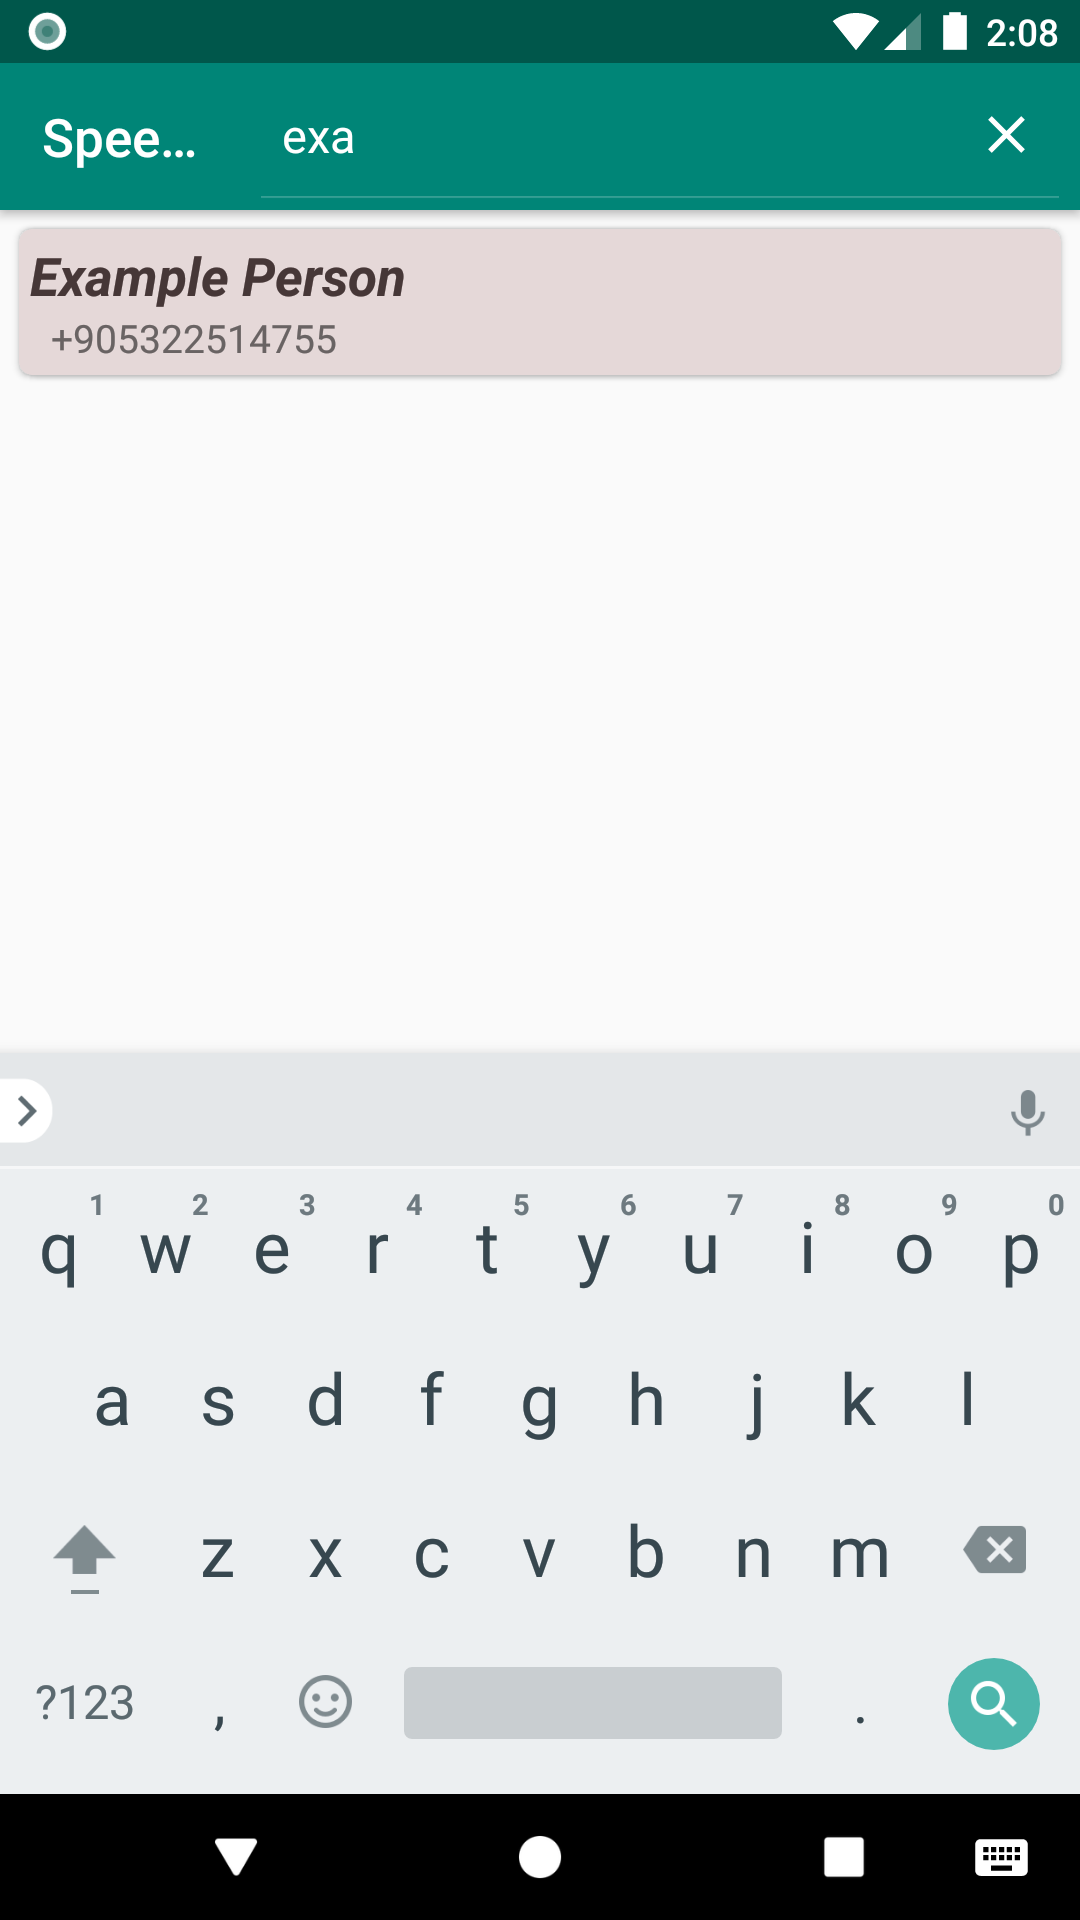 2:08
Spee...
exa
Example Person
+905322514755
1 2 3 4 5 6 7 8 9 0
q w e r t y u i o p
a s d f g h j k l
z x c v b n m
?123 , .